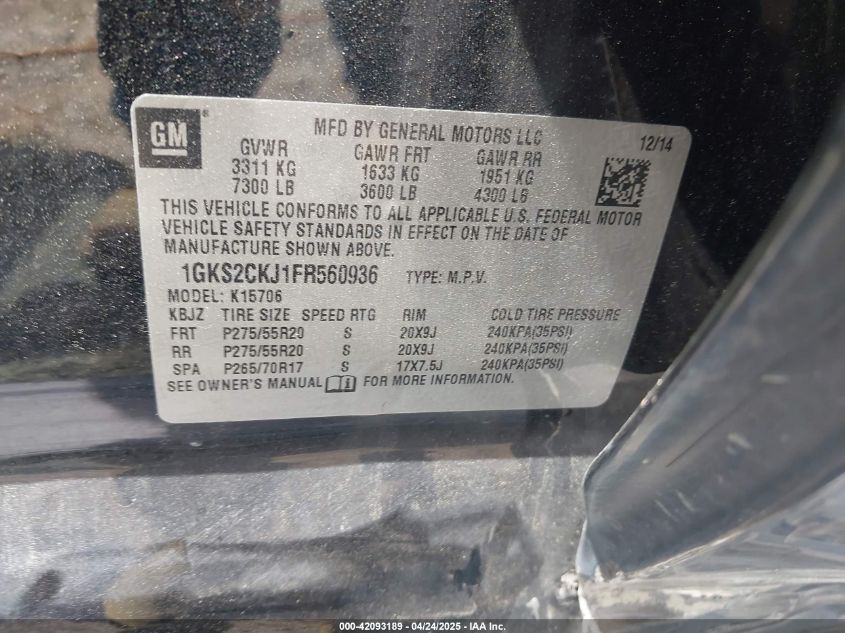 GM ®
MFD BY GENERAL MOTORS LLC 12/14
GVWR GAWR FRT GAWR RR
3311 KG 1633 KG 1951 KG
7300 LB 3600 LB 4300 LB
THIS VEHICLE CONFORMS TO ALL APPLICABLE U.S. FEDERAL MOTOR
VEHICLE SAFETY STANDARDS IN EFFECT ON THE DATE OF
MANUFACTURE SHOWN ABOVE.
1GKS2CKJ1FR560936 TYPE: M.P.V.
MODEL: K15706
KBJZ TIRE SIZE SPEED RTG RIM COLD TIRE PRESSURE
FRT P275/55R20 S 20X9J 240KPA(35PSI)
RR P275/55R20 S 20X9J 240KPA(35PSI)
SPA P265/70R17 S 17X7.5J 240KPA(35PSI)
SEE OWNER'S MANUAL i FOR MORE INFORMATION.
000-42093189 - 04/24/2025 - IAA Inc.